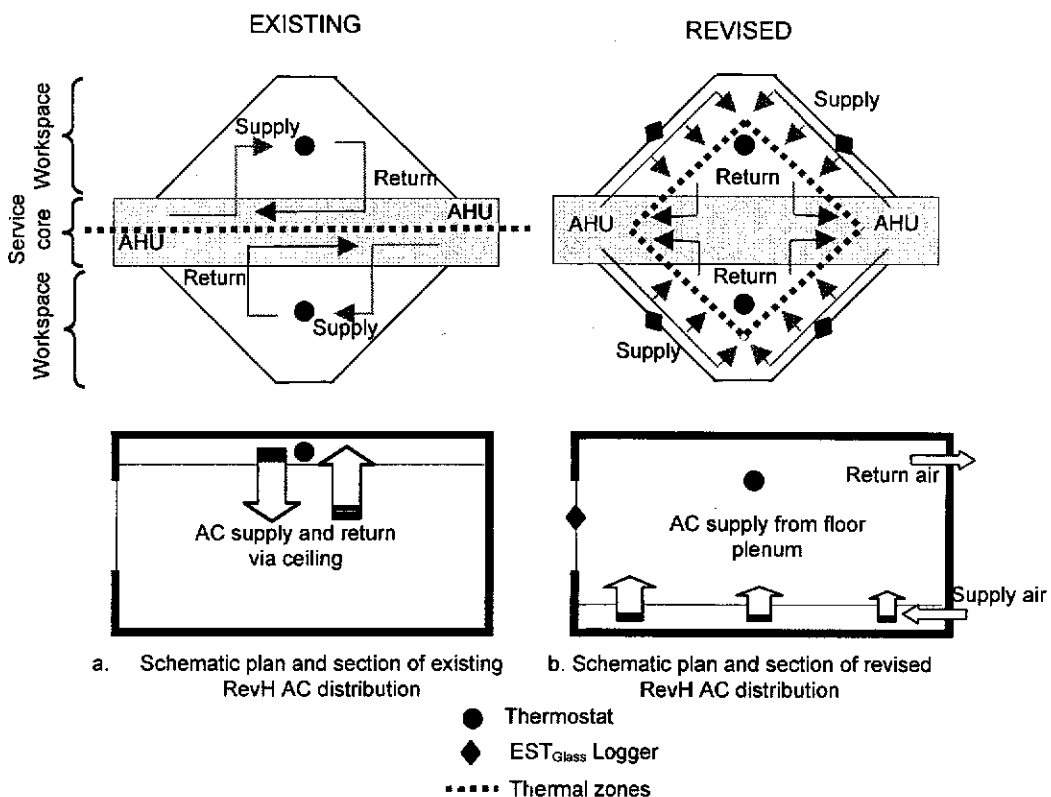 EXISTING
REVISED
Workspace
Service
core
Workspace
Supply
Return
AHU
AHU
Return
Supply
Supply
Return
AHU
AHU
Return
Supply
AC supply and return
via ceiling
Return air
AC supply from floor
plenum
Supply air
a. Schematic plan and section of existing
RevH AC distribution
b. Schematic plan and section of revised
RevH AC distribution
Thermostat
EST_Glass Logger
Thermal zones